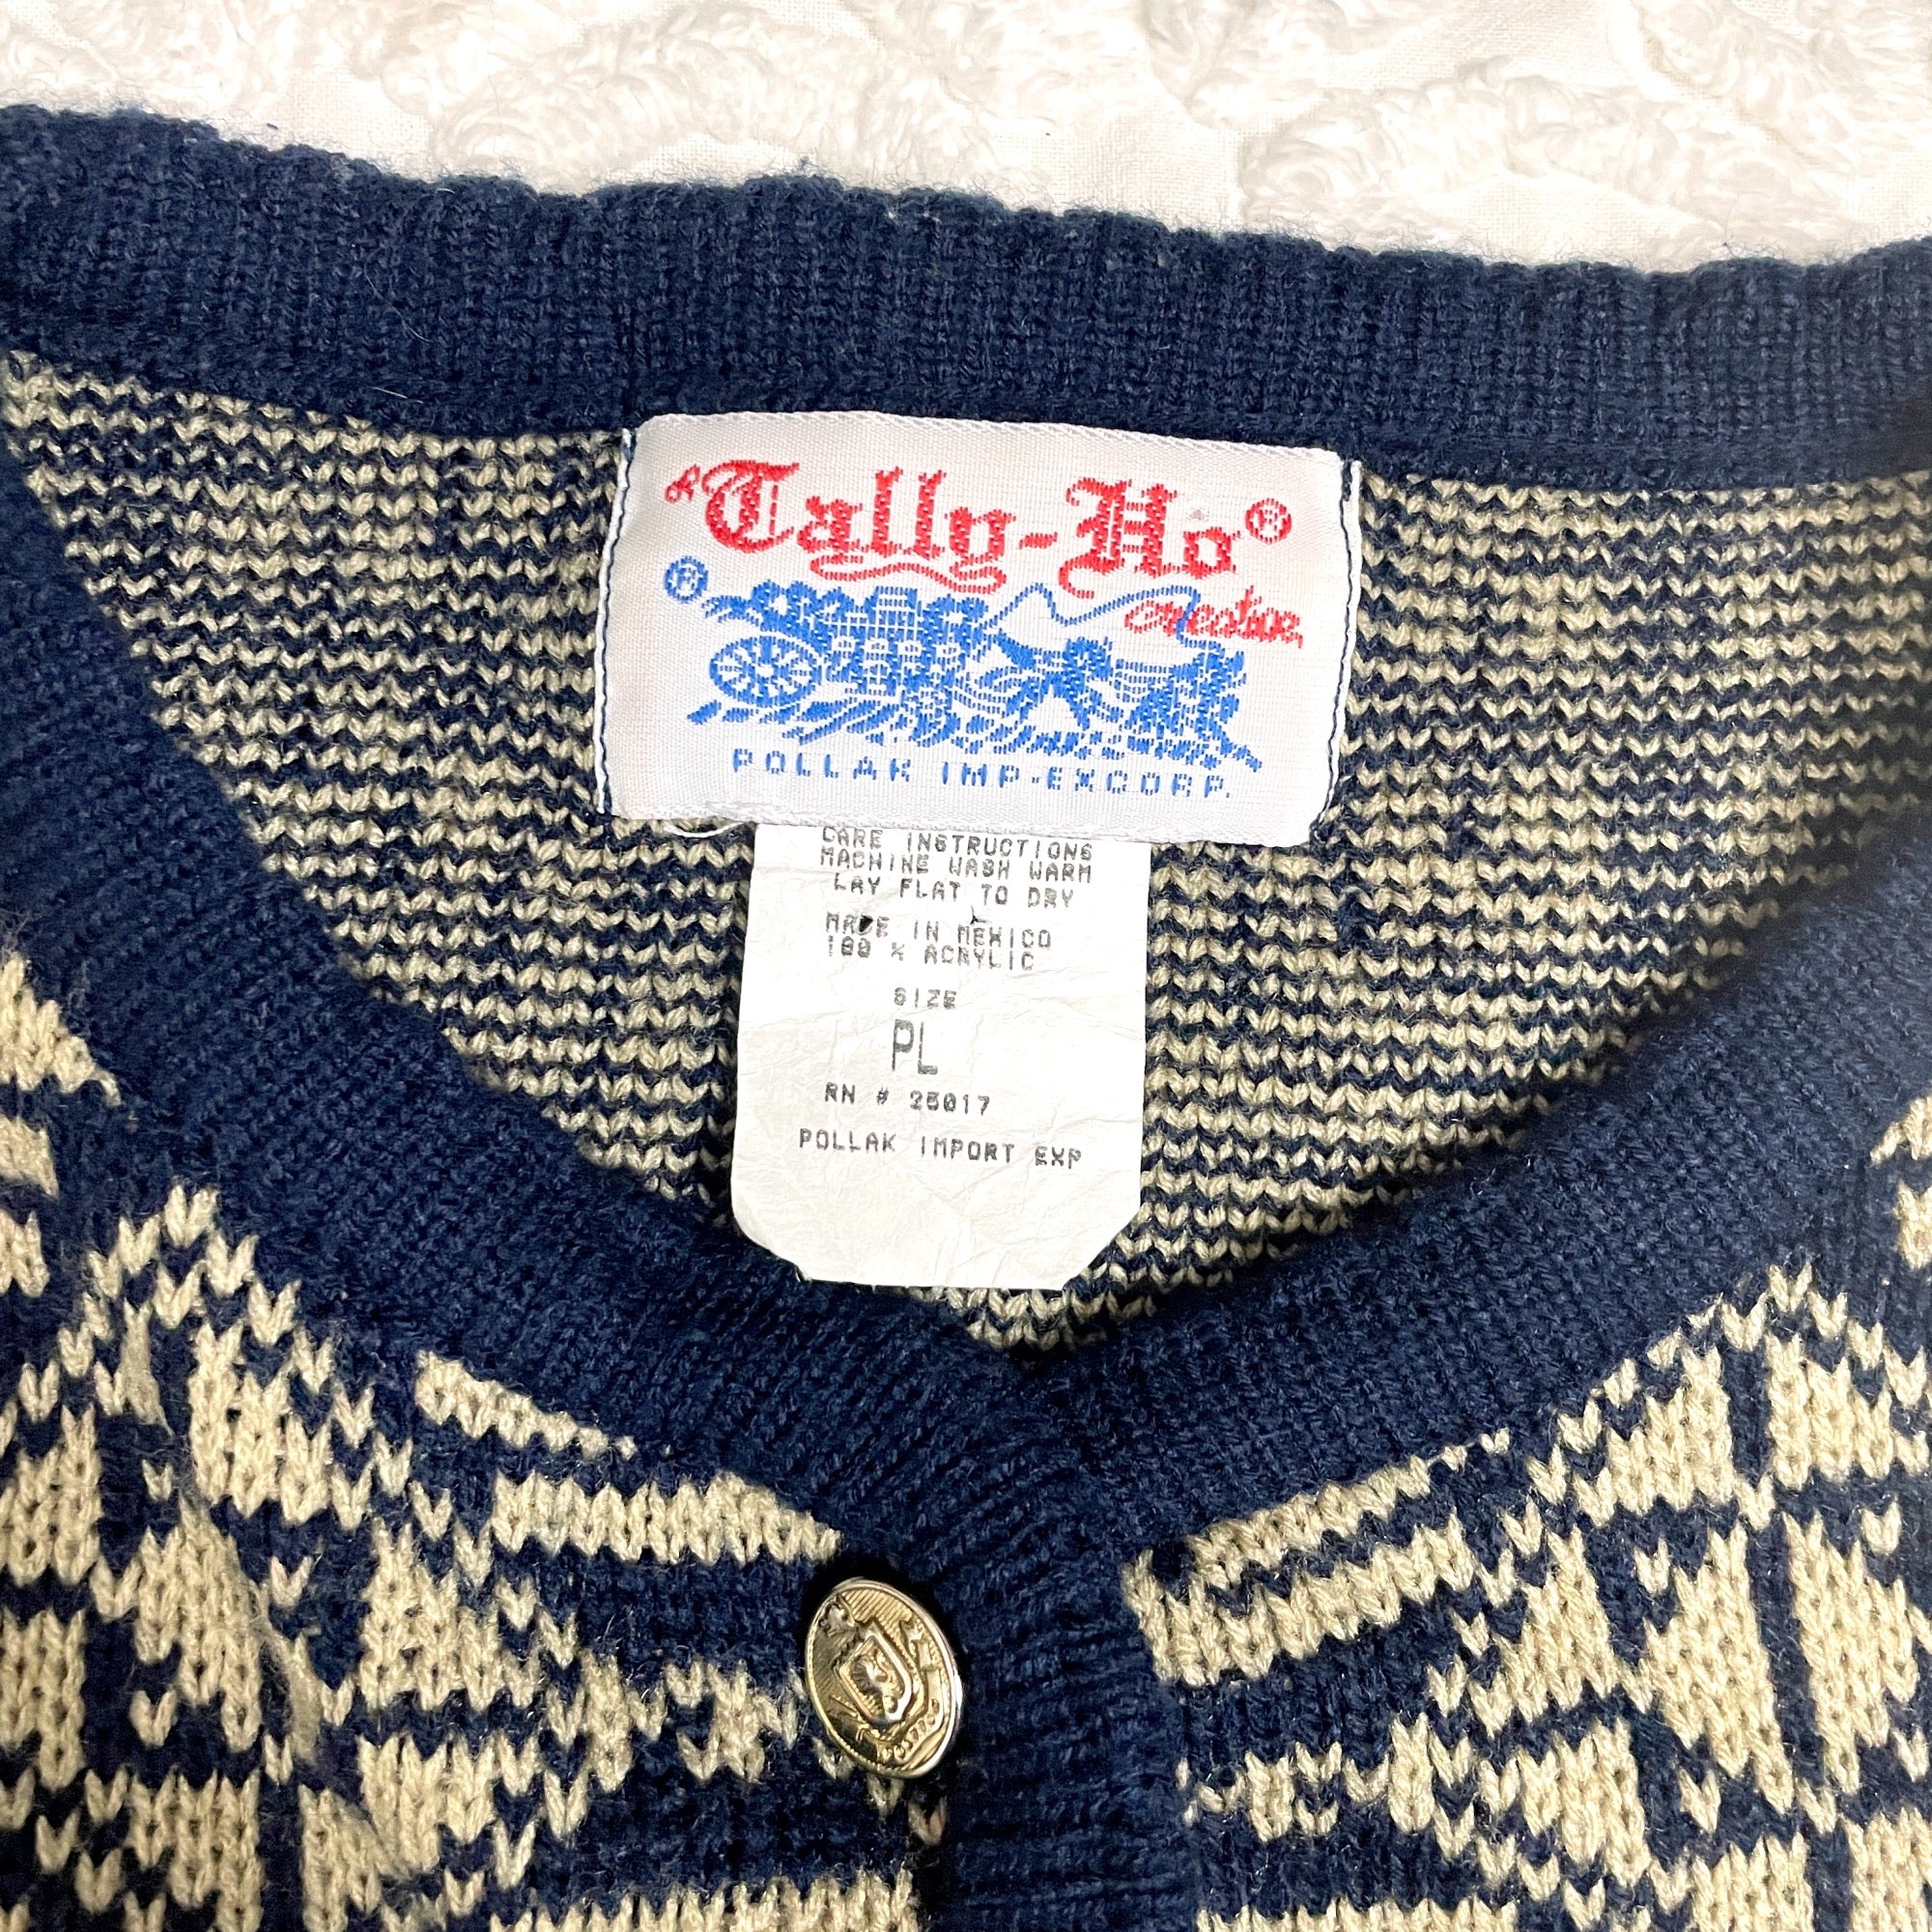 "Tally-Ho®
creation
®
POLLAK IMP-EXCORP.
CARE INSTRUCTIONS
MACHINE WASH WARM
LAY FLAT TO DRY
MADE IN MEXICO
100 % ACRYLIC
SIZE
PL
RN # 25017
POLLAK IMPORT EXP